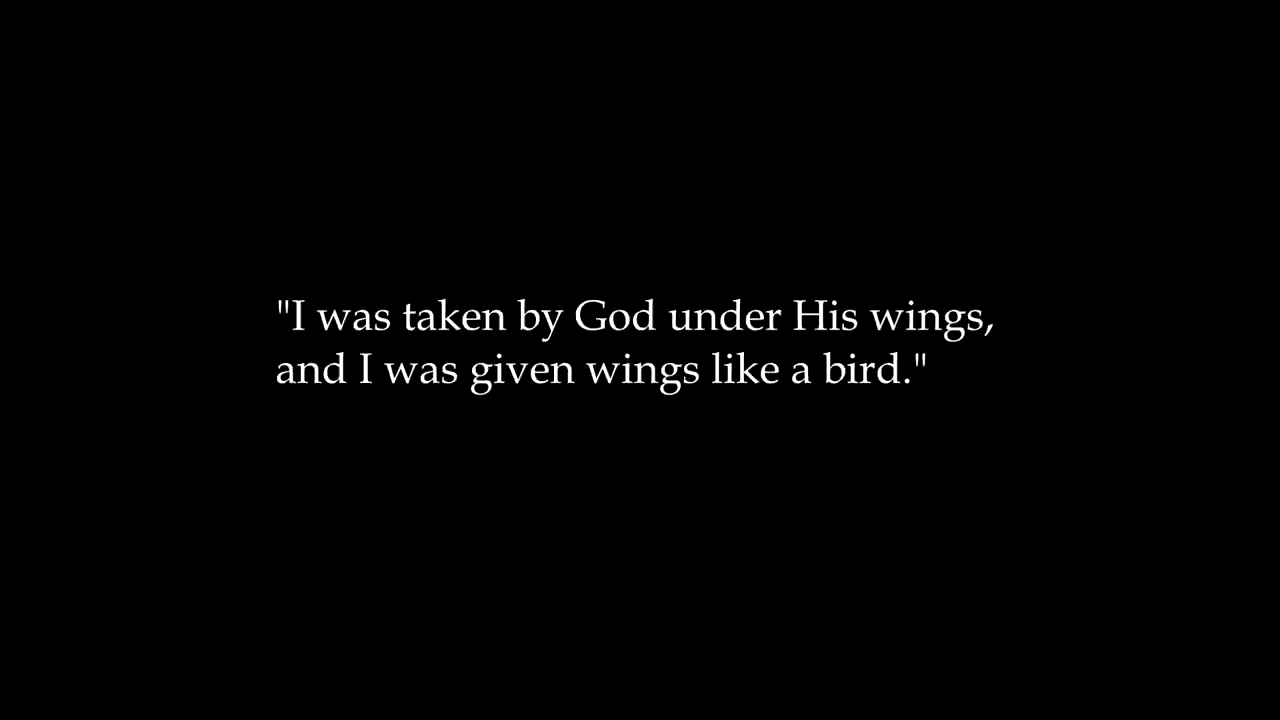 "I was taken by God under His wings,
and I was given wings like a bird."